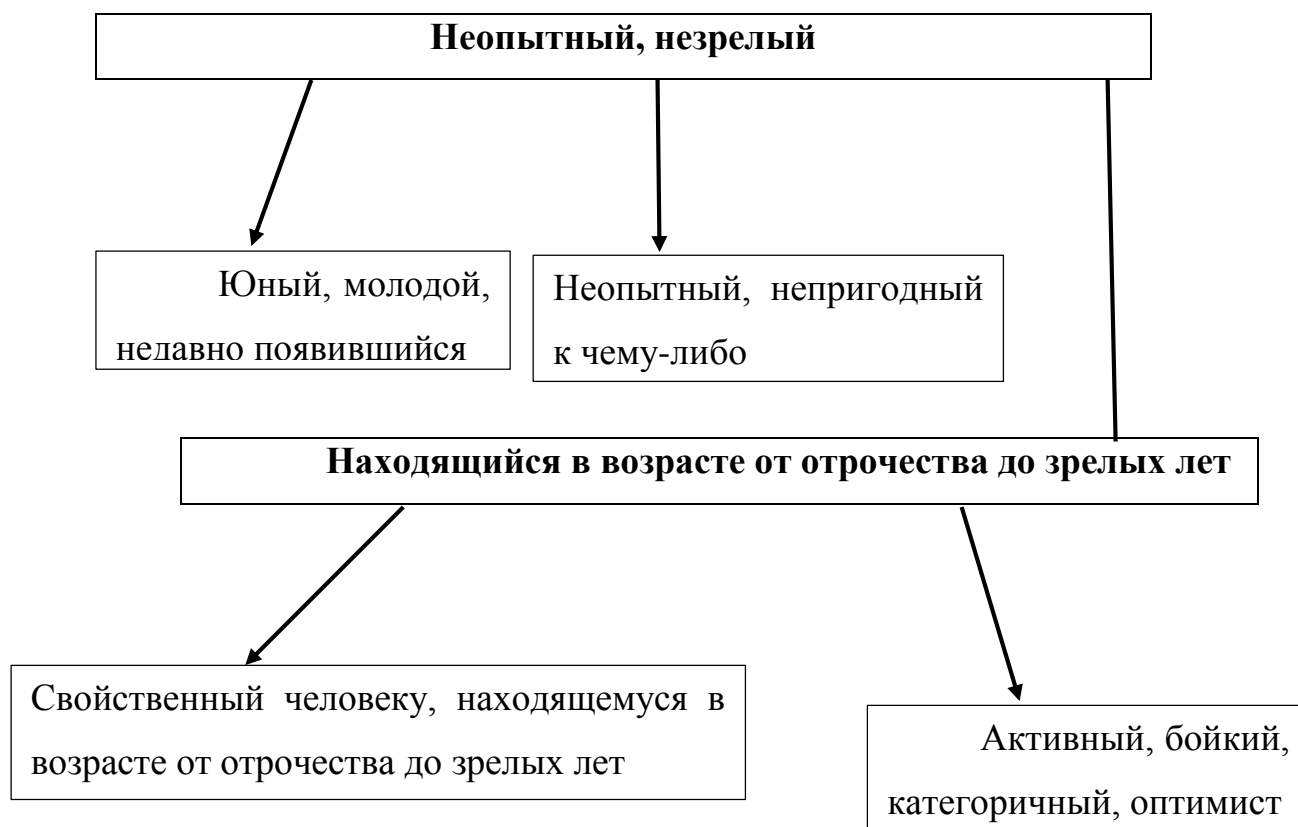 Неопытный, незрелый
Юный, молодой,
недавно появившийся
Неопытный, непригодный
к чему-либо
Находящийся в возрасте от отрочества до зрелых лет
Свойственный человеку, находящемуся в
возрасте от отрочества до зрелых лет
Активный, бойкий,
категоричный, оптимист